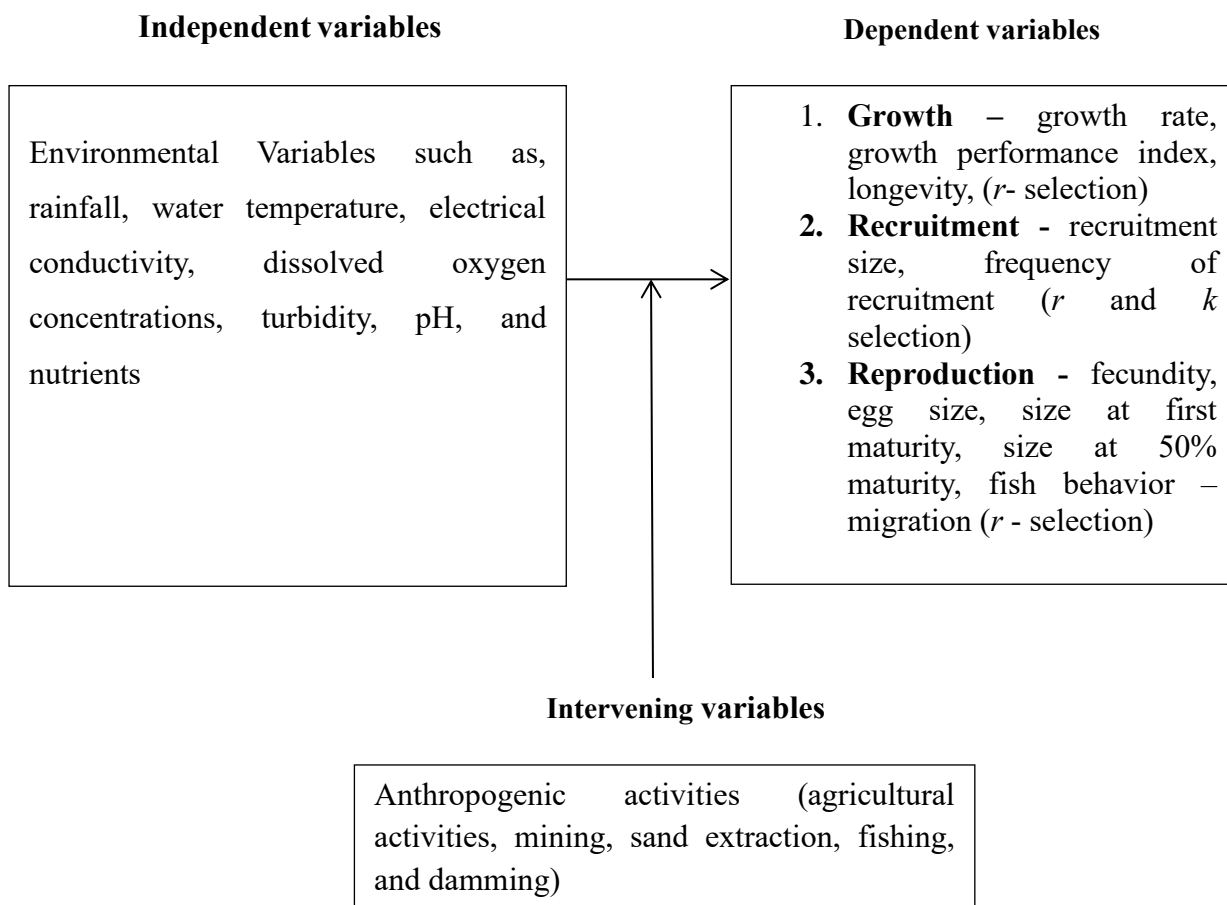 Independent variables
Environmental Variables such as,
rainfall, water temperature, electrical
conductivity, dissolved oxygen
concentrations, turbidity, pH, and
nutrients
Dependent variables
1. Growth – growth rate,
growth performance index,
longevity, (r- selection)
2. Recruitment - recruitment
size, frequency of
recruitment (r and k
selection)
3. Reproduction - fecundity,
egg size, size at first
maturity, size at 50%
maturity, fish behavior –
migration (r - selection)
Intervening variables
Anthropogenic activities (agricultural
activities, mining, sand extraction, fishing,
and damming)